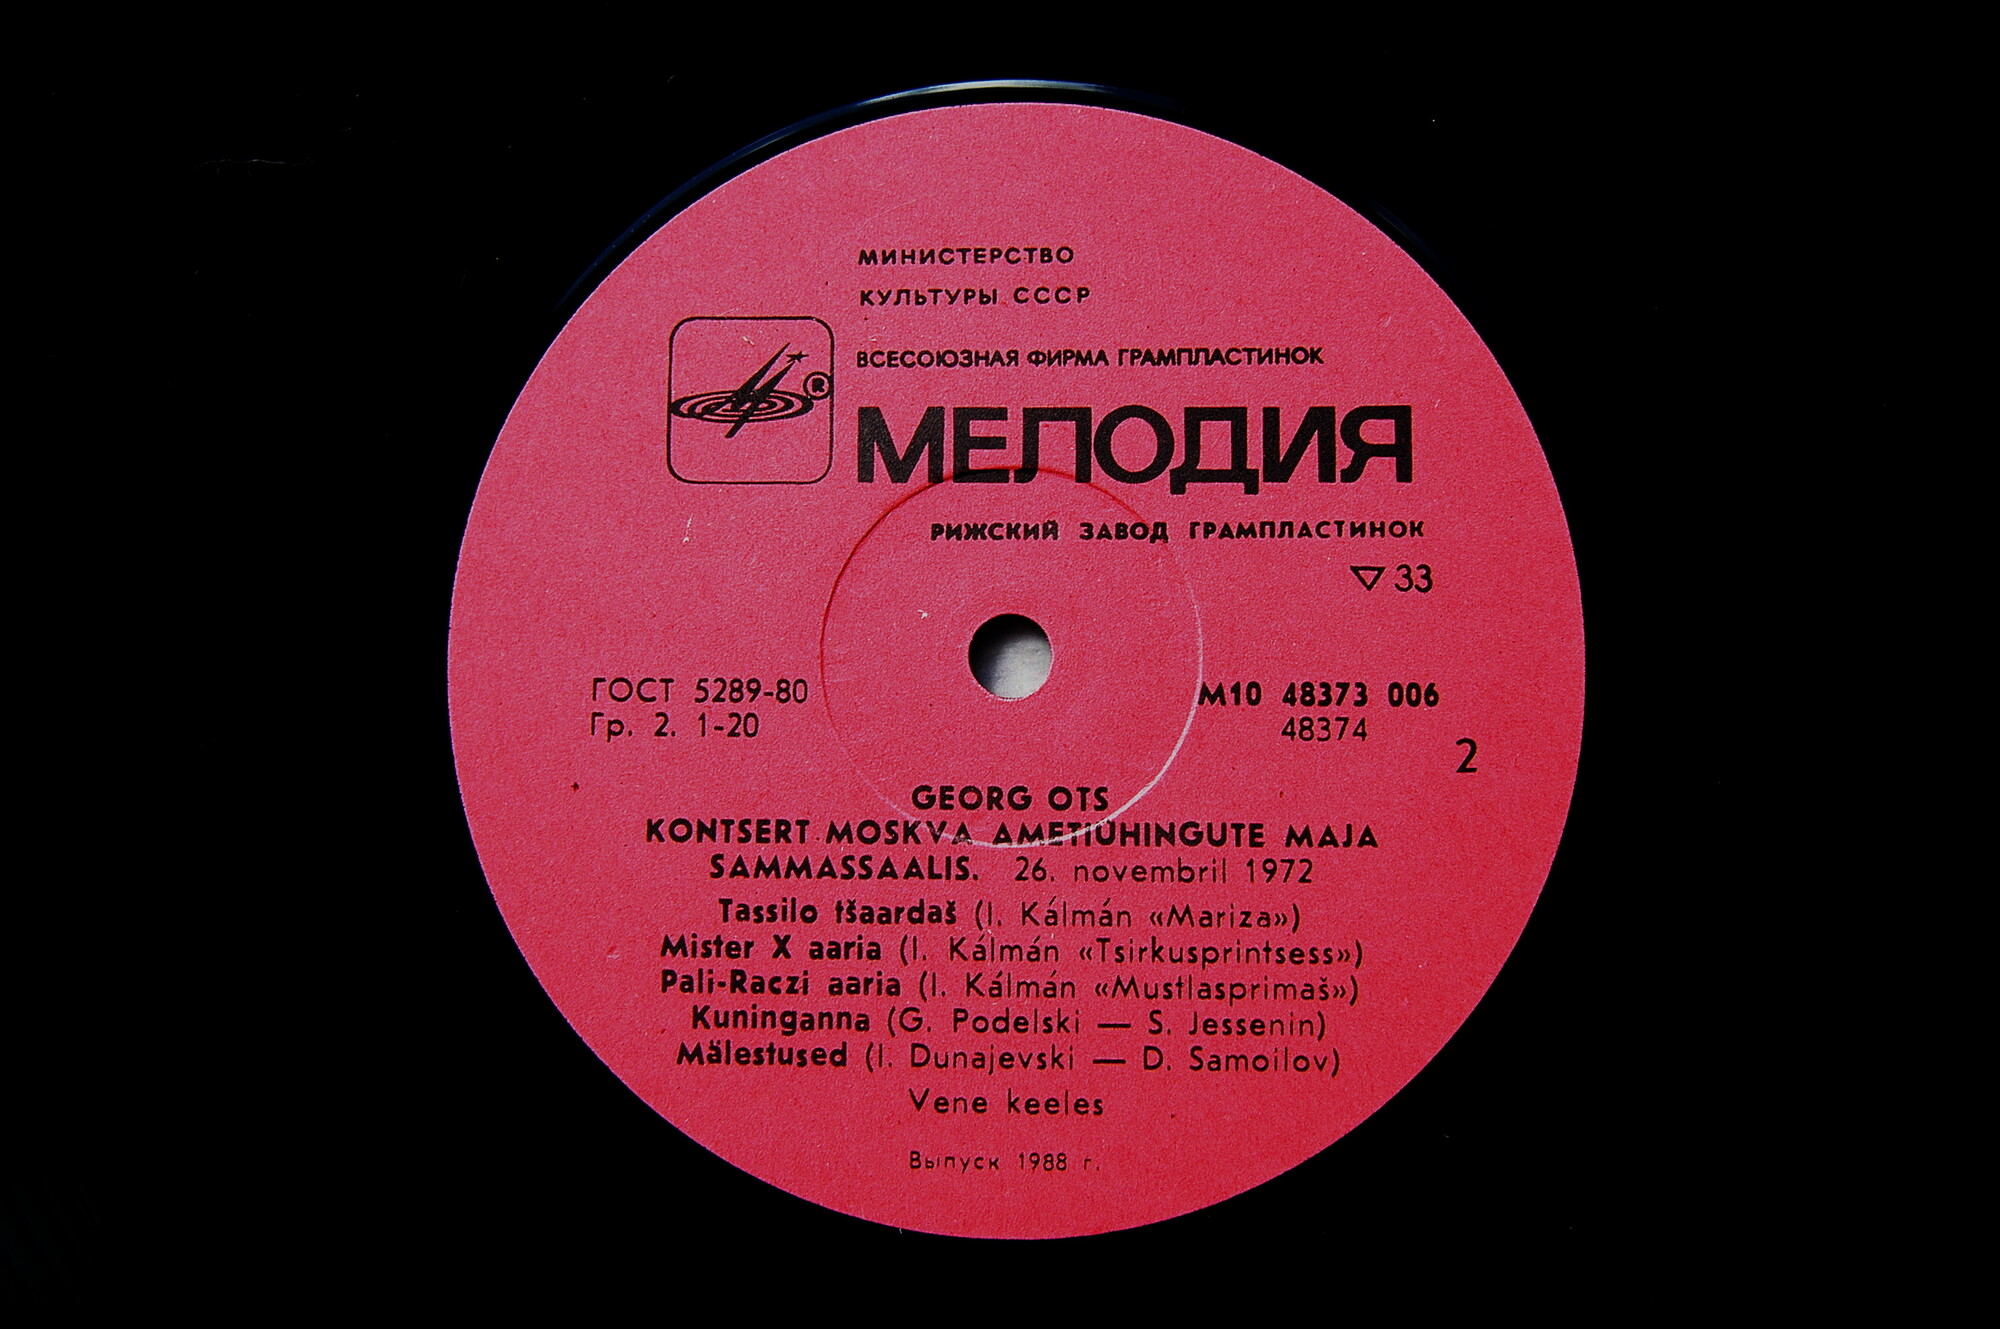 МИНИСТЕРСТВО
КУЛЬТУРЫ СССР
ВСЕСОЮЗНАЯ ФИРМА ГРАМПЛАСТИНОК
®
МЕЛОДИЯ
РИЖСКИЙ ЗАВОД ГРАМПЛАСТИНОК
▽ 33
ГОСТ 5289-80
Гр. 2. 1-20
М10 48373 006
48374
2
GEORG OTS
KONTSERT MOSKVA AMETIÜHINGUTE MAJA
SAMMASSAALIS. 26. novembril 1972
Tassilo tšaardaš (I. Kálmán «Mariza»)
Mister X aaria (I. Kálmán «Tsirkusprintsess»)
Pali-Raczi aaria (I. Kálmán «Mustlasprimaš»)
Kuninganna (G. Podelski — S. Jessenin)
Mälestused (I. Dunajevski — D. Samoilov)
Vene keeles
Выпуск 1988 г.